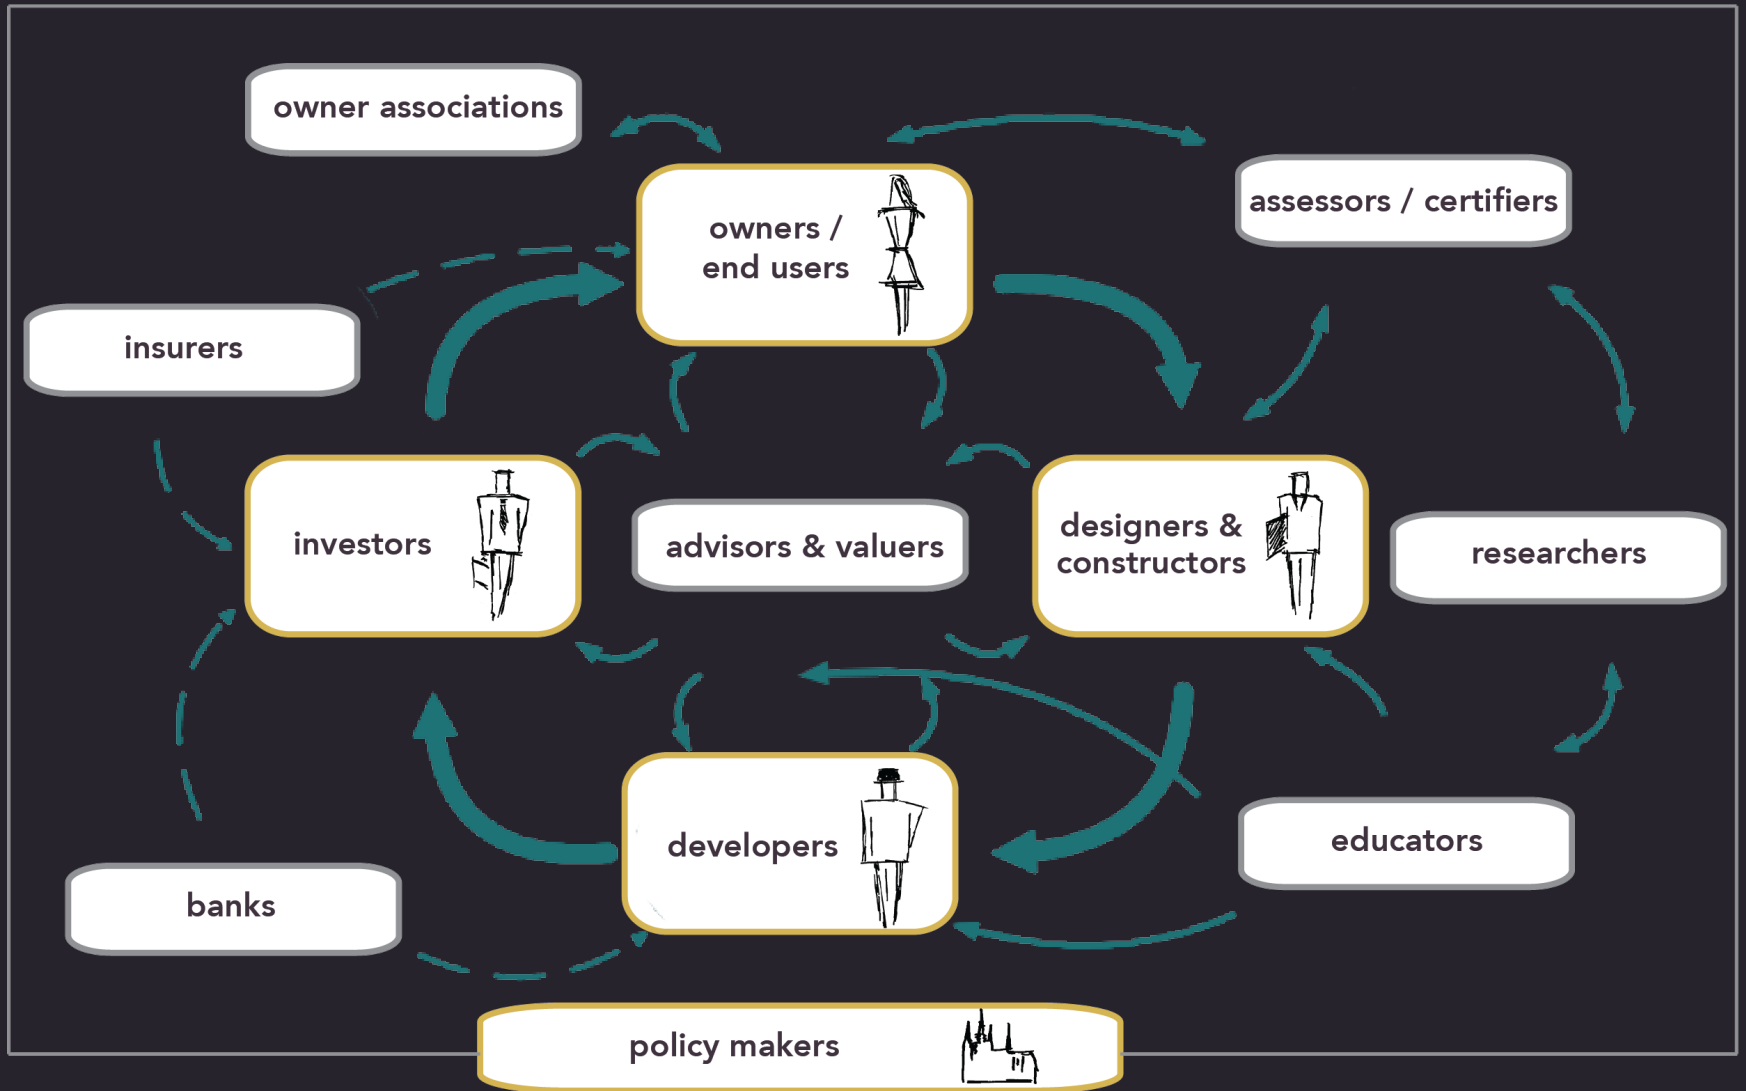 owner associations
assessors / certifiers
owners /
end users
insurers
investors
advisors & valuers
designers &
constructors
researchers
developers
educators
banks
policy makers